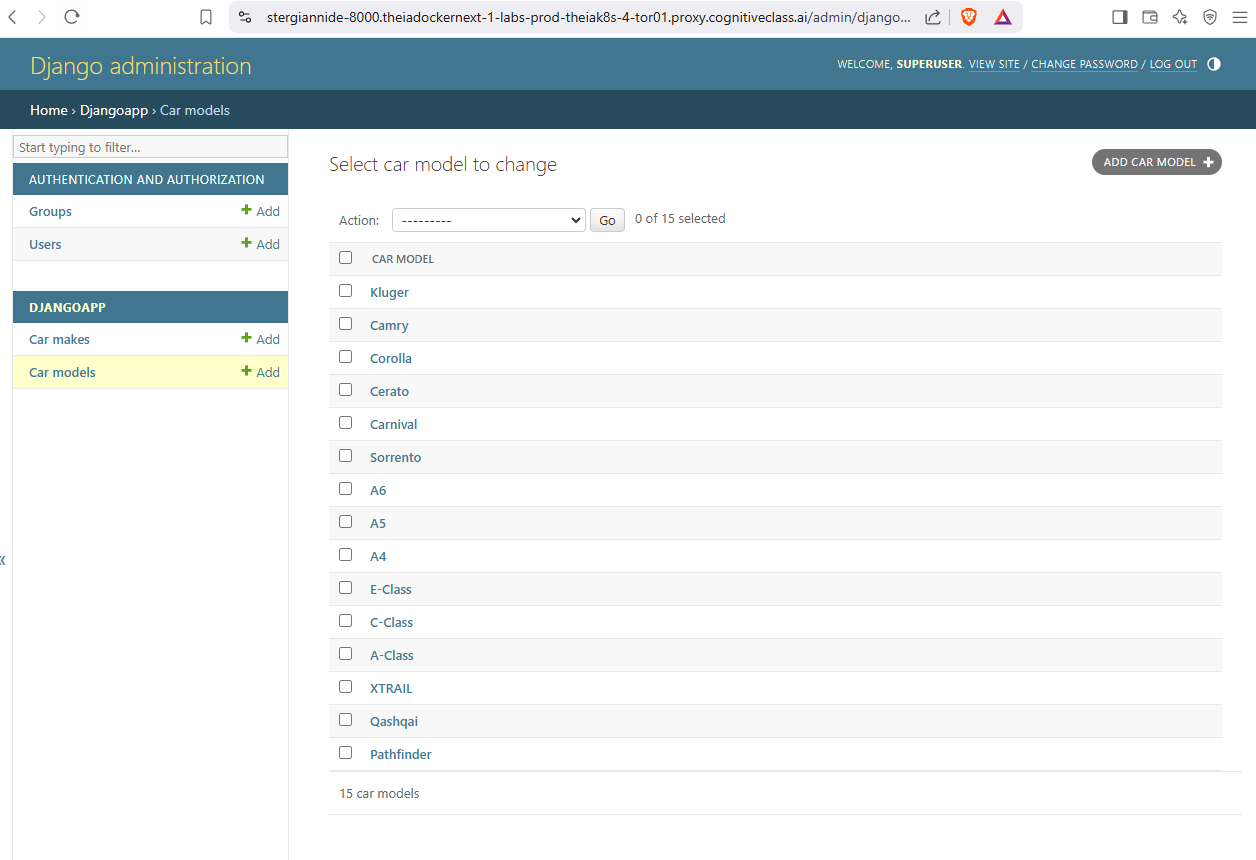 stergiannide-8000.theiadockernext-1-labs-prod-theiak8s-4-tor01.proxy.cognitiveclass.ai/admin/django...
Django administration
WELCOME, SUPERUSER. VIEW SITE / CHANGE PASSWORD / LOG OUT
Home › Djangoapp › Car models
Start typing to filter...
AUTHENTICATION AND AUTHORIZATION
Groups + Add
Users + Add
DJANGOAPP
Car makes + Add
Car models + Add
«
Select car model to change
ADD CAR MODEL +
Action: --------- Go 0 of 15 selected
CAR MODEL
Kluger
Camry
Corolla
Cerato
Carnival
Sorrento
A6
A5
A4
E-Class
C-Class
A-Class
XTRAIL
Qashqai
Pathfinder
15 car models